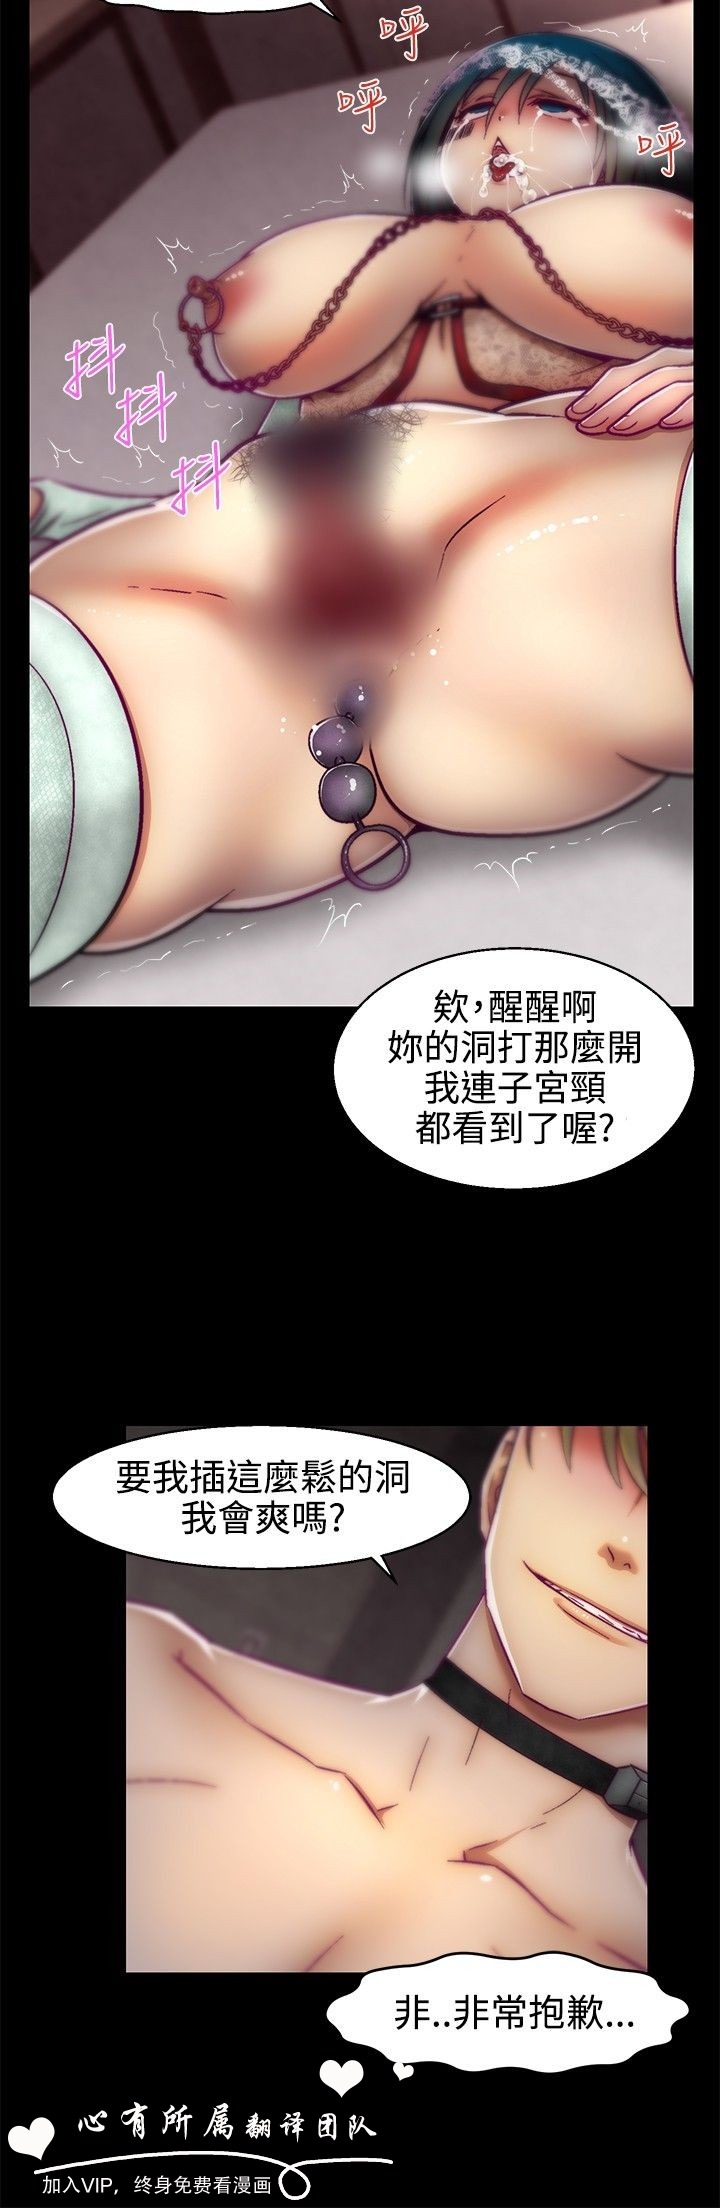 呼
呼
呼
抖
抖
抖
欸,醒醒啊
妳的洞打那麼開
我連子宮頸
都看到了喔?
要我插這麼鬆的洞
我會爽嗎?
非..非常抱歉...
心有所属翻译团队
加入VIP，终身免费看漫画